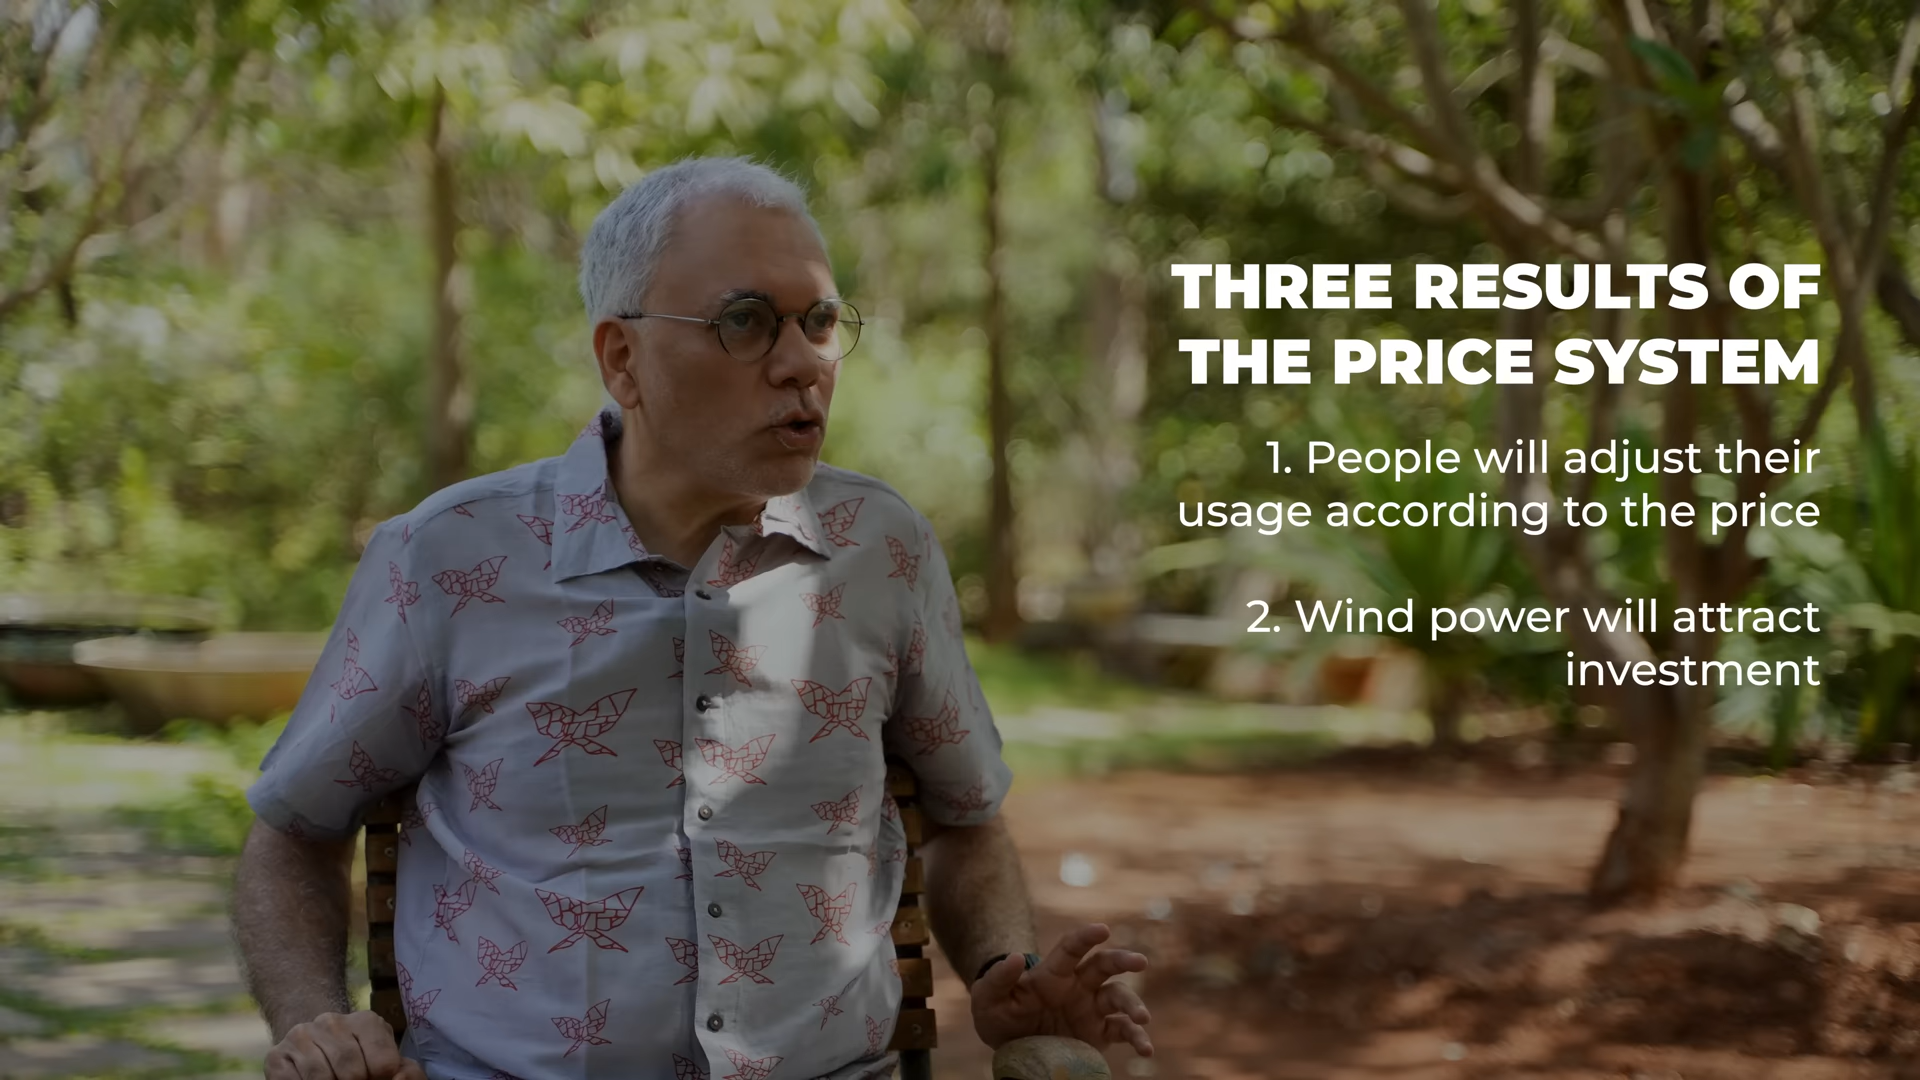 THREE RESULTS OF
THE PRICE SYSTEM
1. People will adjust their
usage according to the price
2. Wind power will attract
investment